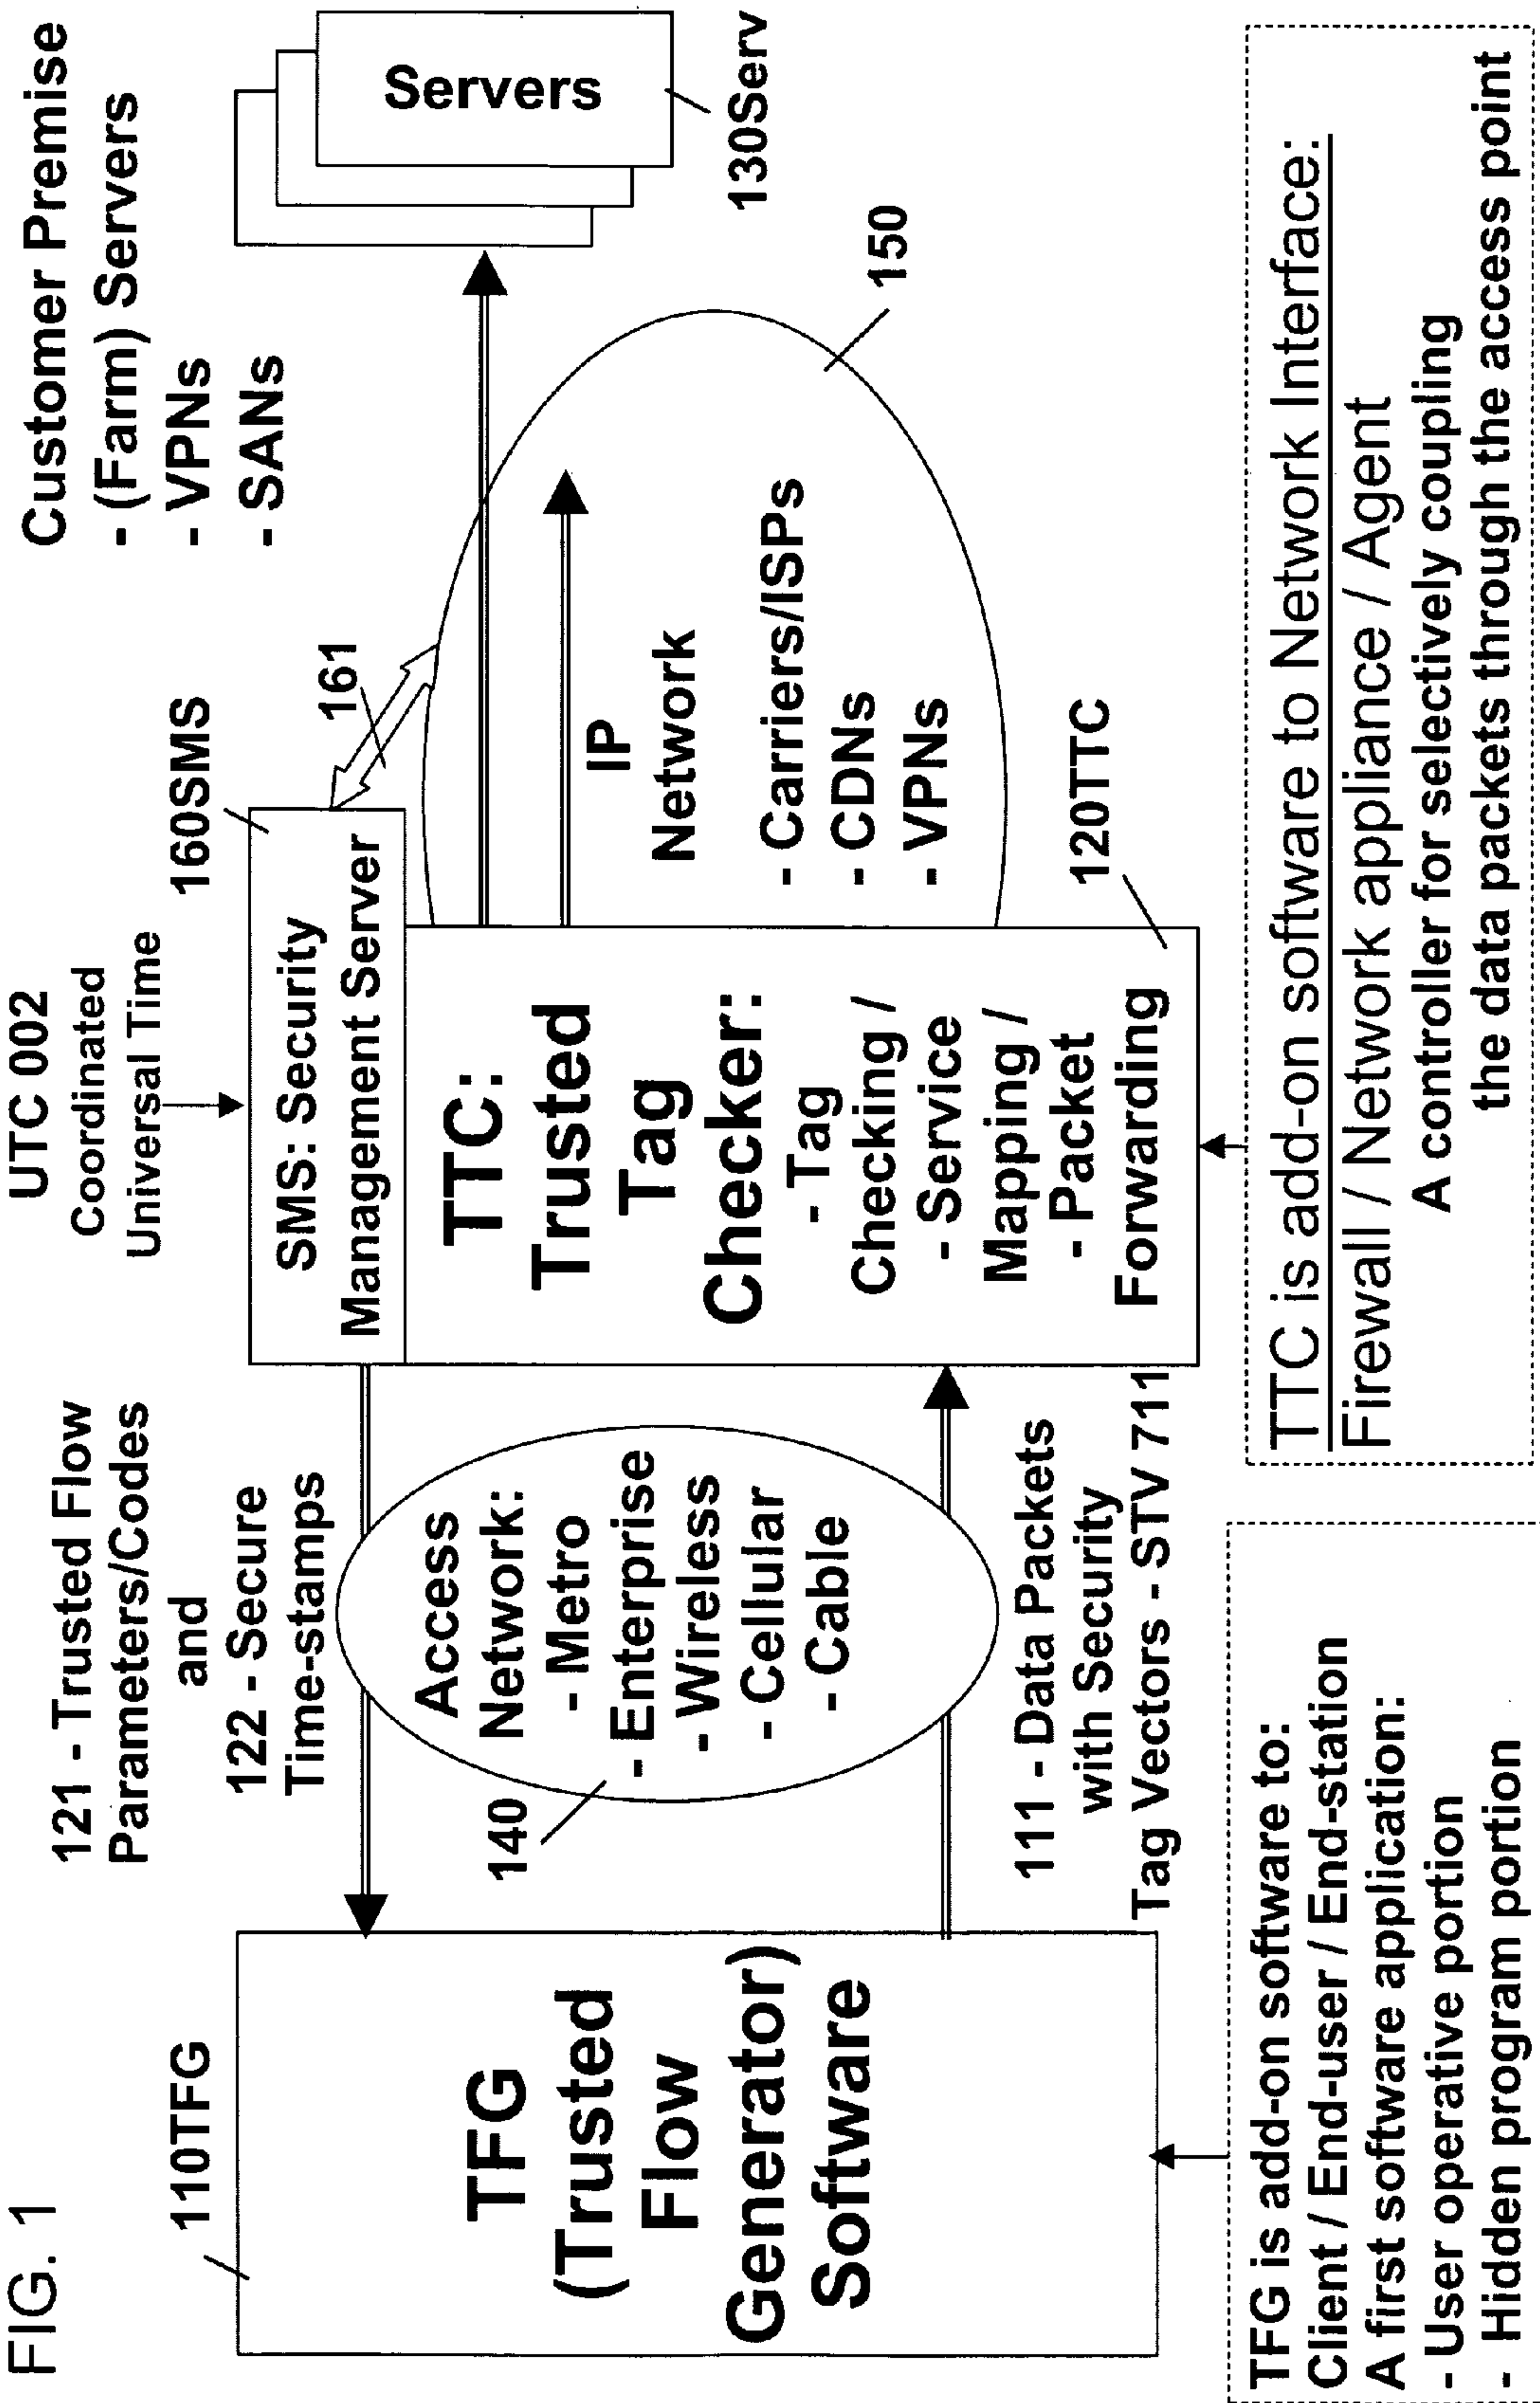 FIG. 1
110TFG
TFG
(Trusted
Flow
Generator)
Software
TFG is add-on software to:
Client / End-user / End-station
A first software application:
- User operative portion
- Hidden program portion
121 - Trusted Flow
Parameters/Codes
and
122 - Secure
Time-stamps
Access
Network:
- Metro
- Enterprise
- Wireless
- Cellular
- Cable
140
111 - Data Packets
with Security
Tag Vectors - STV 711
UTC 002
Coordinated
Universal Time
160SMS
SMS: Security
Management Server
TTC:
Trusted
Tag
Checker:
- Tag
Checking /
- Service
Mapping /
- Packet
Forwarding
120TTC
161
IP
Network
- Carriers/ISPs
- CDNs
- VPNs
150
Customer Premise
- (Farm) Servers
- VPNs
- SANs
Servers
130Serv
TTC is add-on software to Network Interface:
Firewall / Network appliance / Agent
A controller for selectively coupling
the data packets through the access point